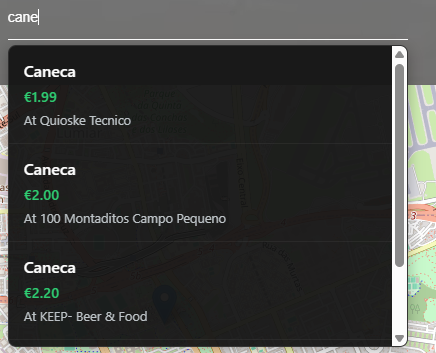 cane
Caneca
€1.99
At Quioske Tecnico
Caneca
€2.00
At 100 Montaditos Campo Pequeno
Caneca
€2.20
At KEEP- Beer & Food
3